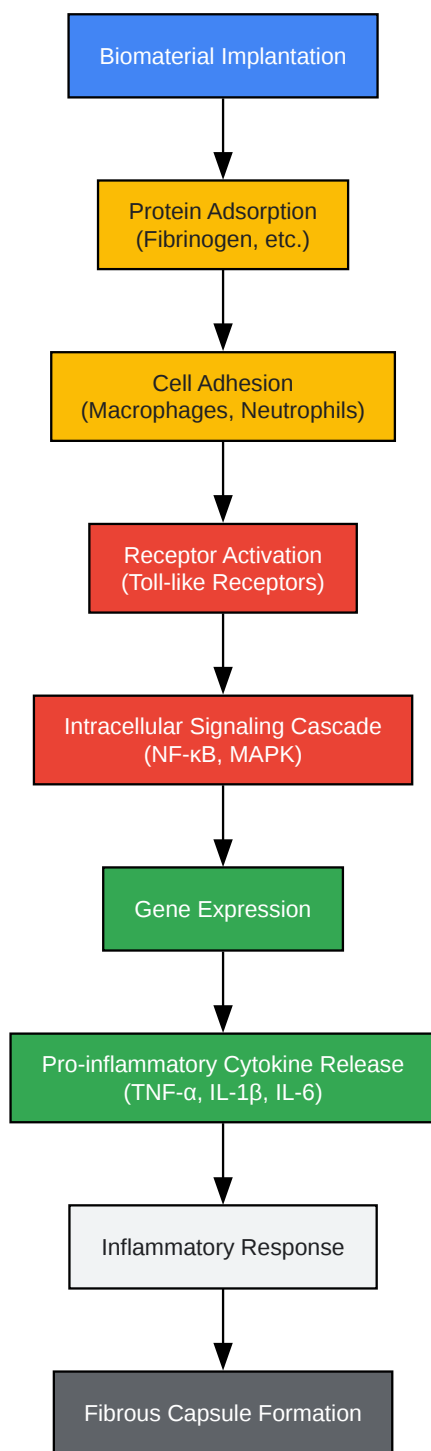 Biomaterial Implantation
Protein Adsorption
(Fibrinogen, etc.)
Cell Adhesion
(Macrophages, Neutrophils)
Receptor Activation
(Toll-like Receptors)
Intracellular Signaling Cascade
(NF-κB, MAPK)
Gene Expression
Pro-inflammatory Cytokine Release
(TNF-α, IL-1β, IL-6)
Inflammatory Response
Fibrous Capsule Formation